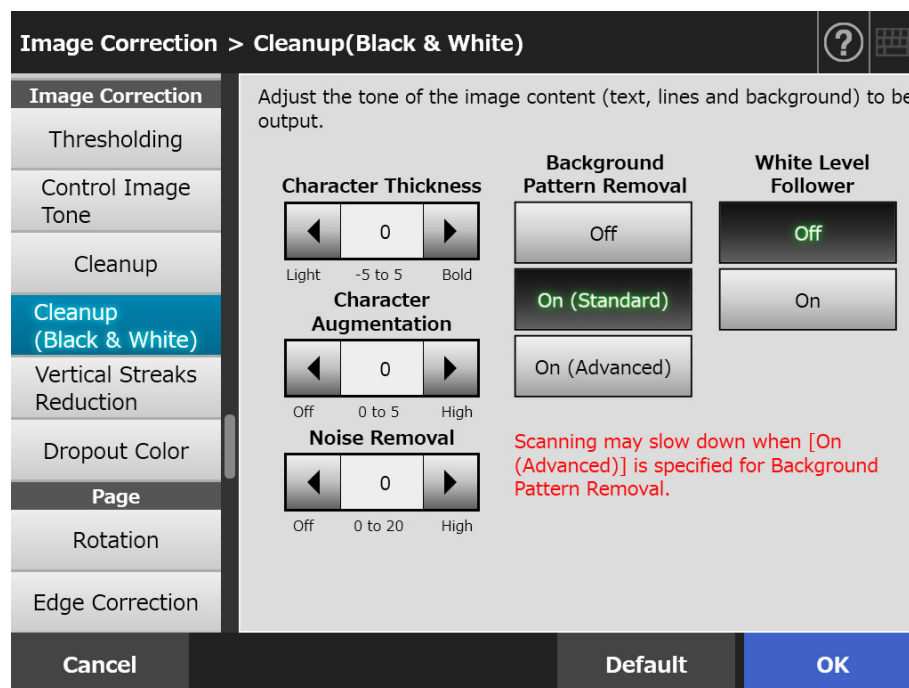 Image Correction > Cleanup(Black & White)
?
Image Correction
Thresholding
Control Image
Tone
Cleanup
Cleanup
(Black & White)
Vertical Streaks
Reduction
Dropout Color
Page
Rotation
Edge Correction
Adjust the tone of the image content (text, lines and background) to be
output.
Character Thickness
0
Light -5 to 5 Bold
Character
Augmentation
0
Off 0 to 5 High
Noise Removal
0
Off 0 to 20 High
Background
Pattern Removal
Off
On (Standard)
On (Advanced)
White Level
Follower
Off
On
Scanning may slow down when [On
(Advanced)] is specified for Background
Pattern Removal.
Cancel
Default
OK